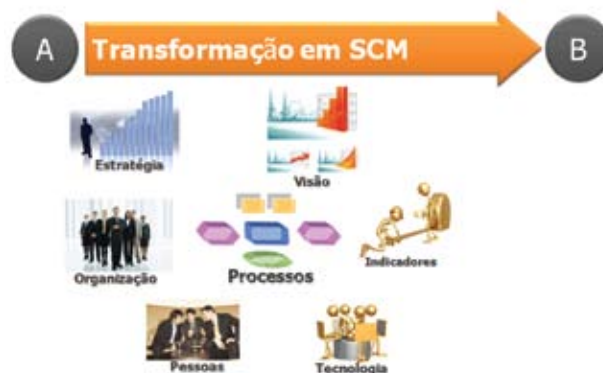 A
Transformação em SCM
B
Estratégia
Visão
Organização
Processos
Indicadores
Pessoas
Tecnologia